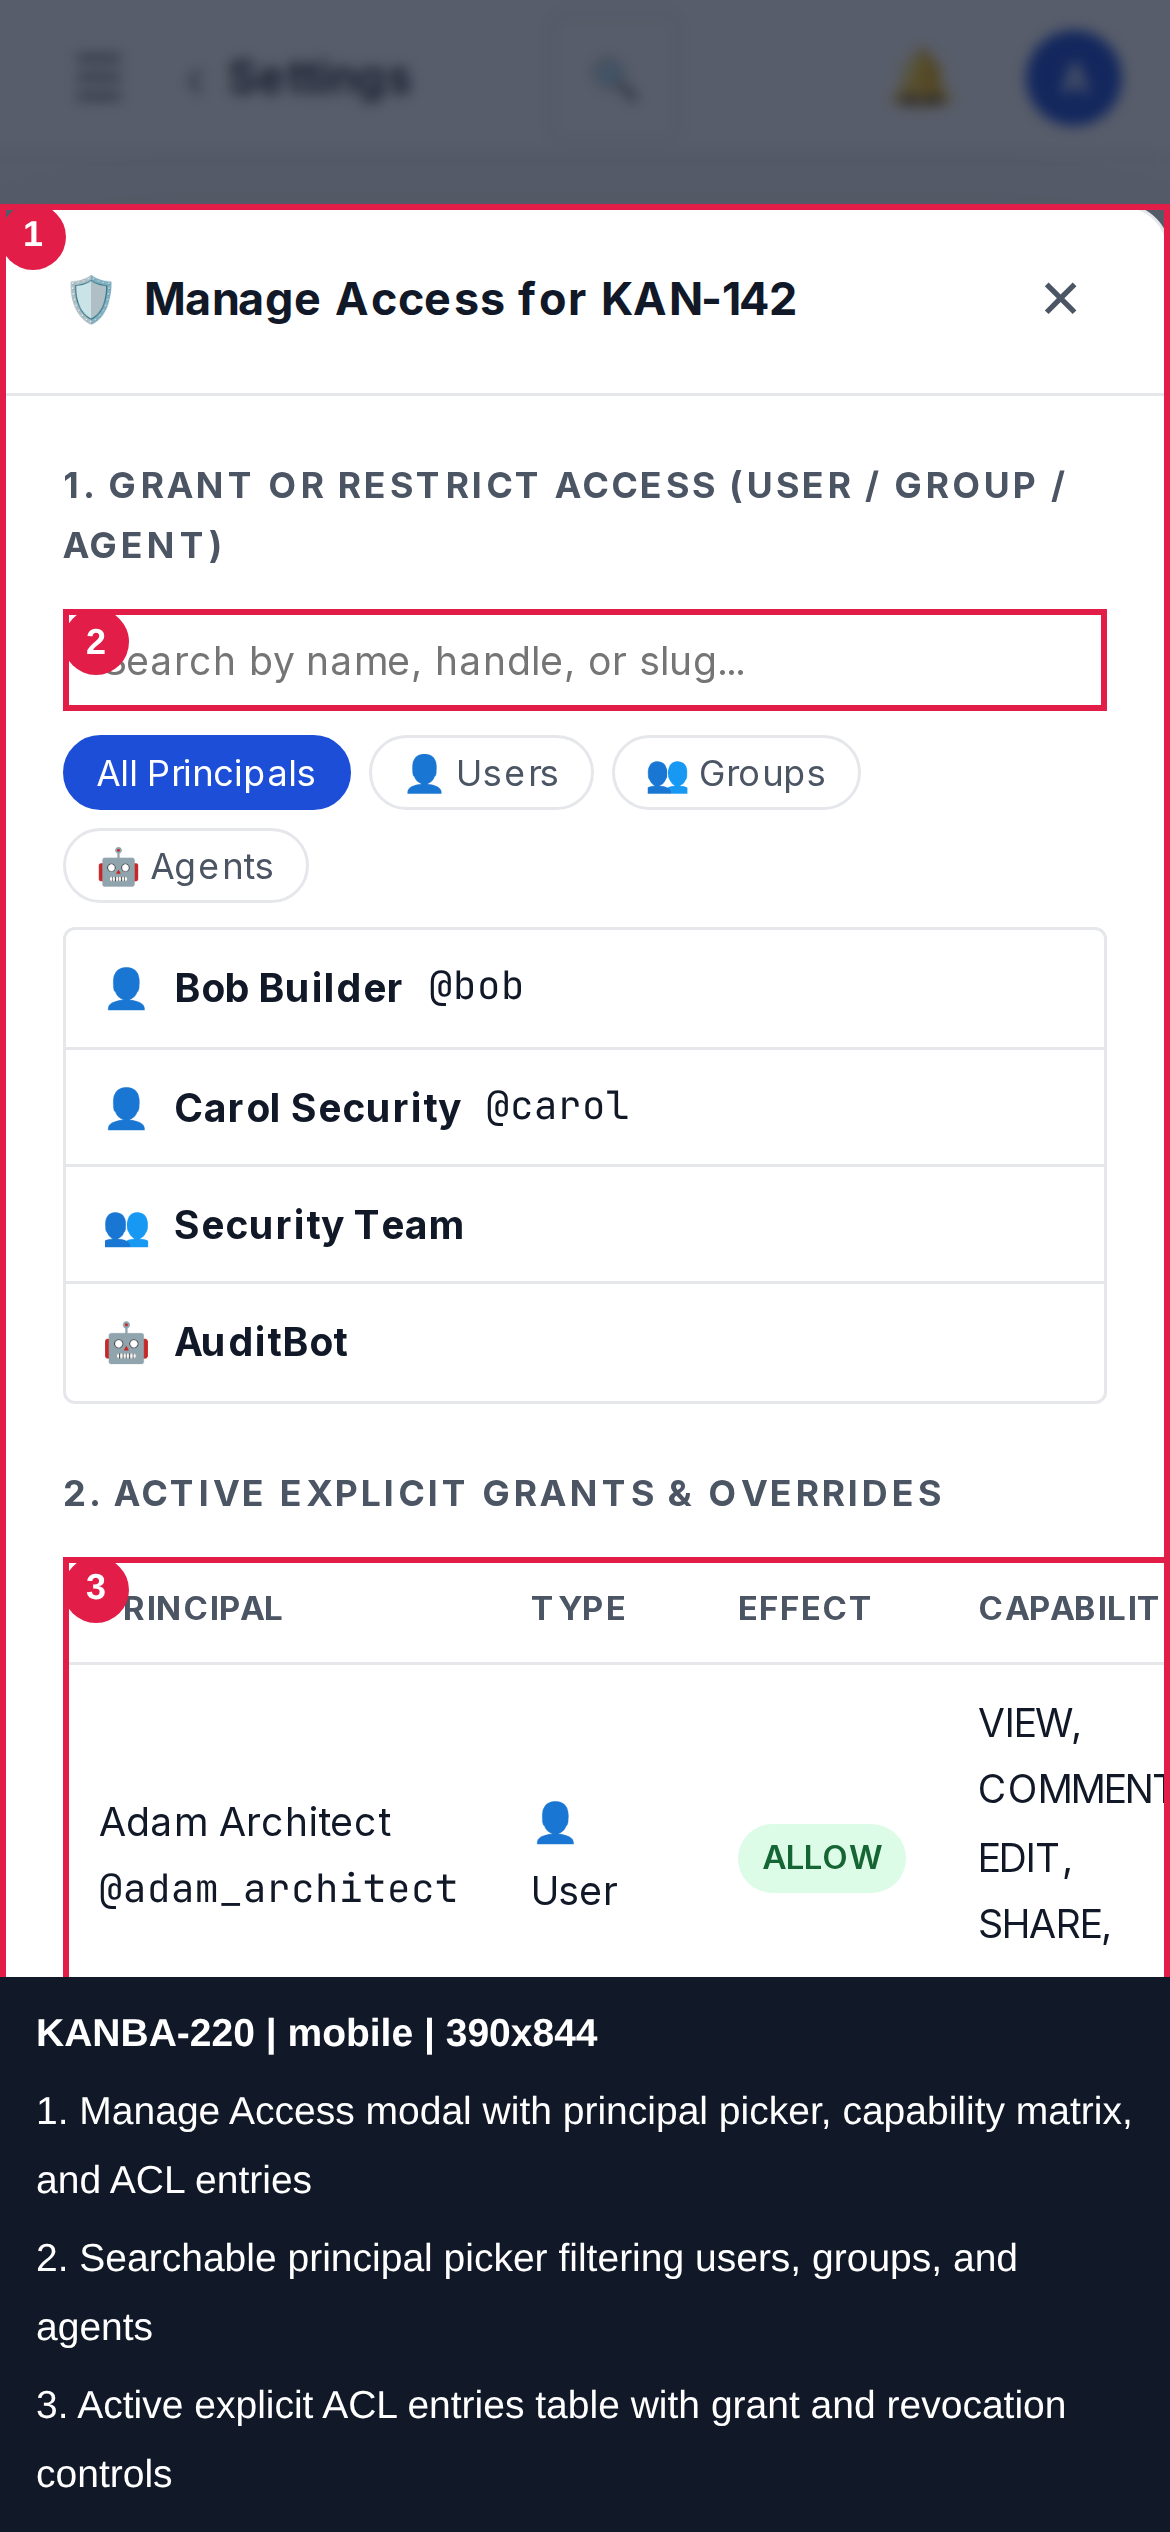 Settings
A
1
Manage Access for KAN-142
1. GRANT OR RESTRICT ACCESS (USER / GROUP /
AGENT)
2
Search by name, handle, or slug...
All Principals
Users
Groups
Agents
Bob Builder @bob
Carol Security @carol
Security Team
AuditBot
2. ACTIVE EXPLICIT GRANTS & OVERRIDES
3
PRINCIPAL TYPE EFFECT CAPABILIT
VIEW,
COMMENT
Adam Architect
EDIT,
ALLOW
@adam_architect
User
SHARE,
KANBA-220 | mobile | 390x844
1. Manage Access modal with principal picker, capability matrix,
and ACL entries
2. Searchable principal picker filtering users, groups, and
agents
3. Active explicit ACL entries table with grant and revocation
controls